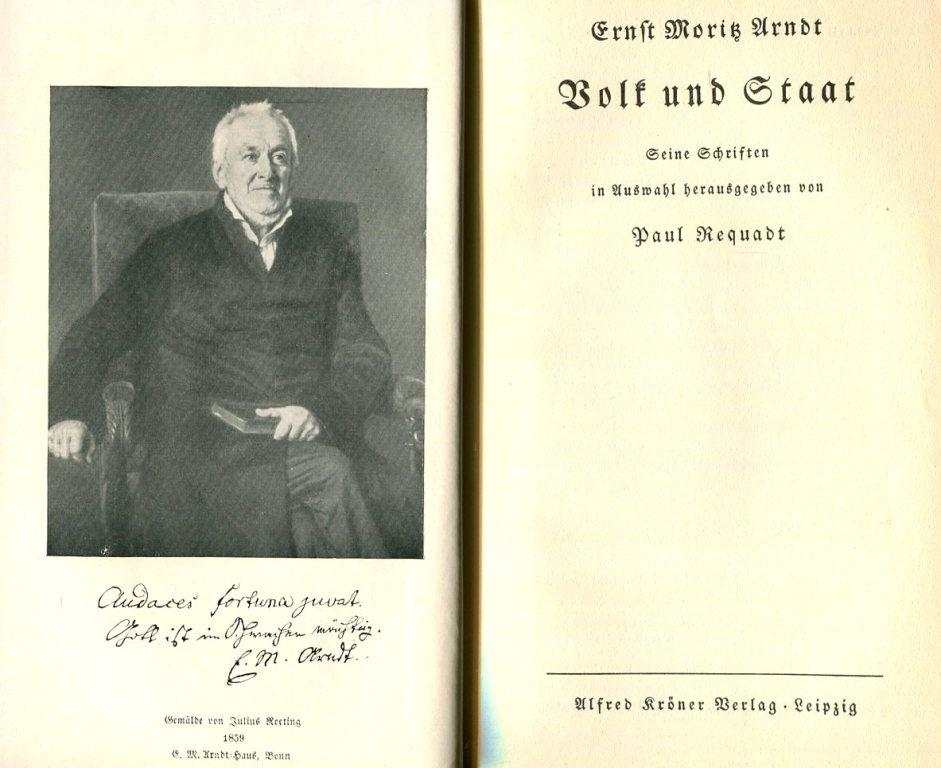 Audaces fortuna juvat.
Gott ist im Schwachen mächtig.
E. M. Arndt.
Gemälde von Julius Roeting
1859
E. M. Arndt-Haus, Bonn
Ernst Moritz Arndt
Volk und Staat
Seine Schriften
in Auswahl herausgegeben von
Paul Requadt
Alfred Kröner Verlag · Leipzig